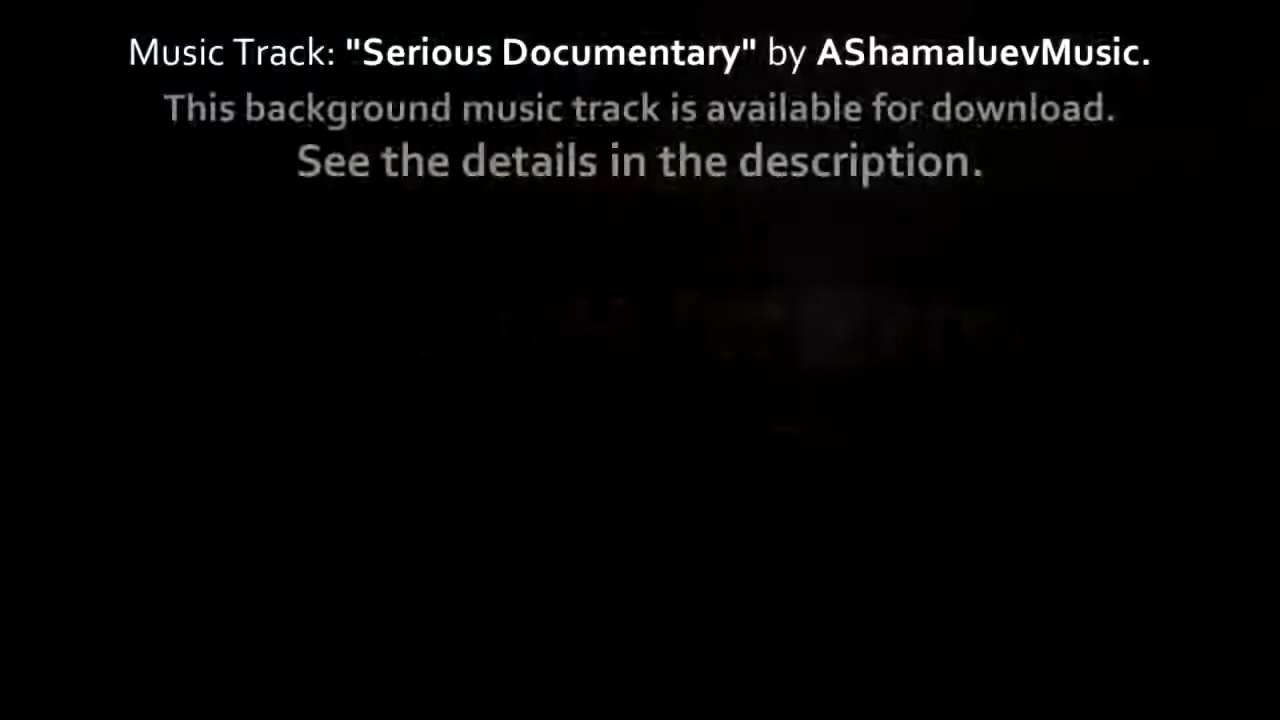 Music Track: "Serious Documentary" by AShamaluevMusic.
This background music track is available for download.
See the details in the description.